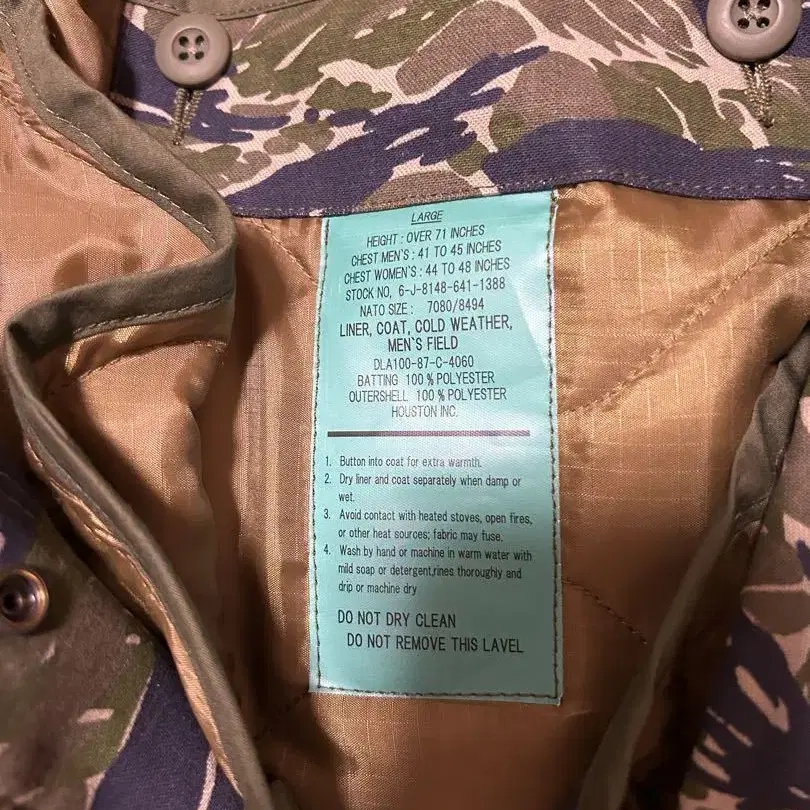 LARGE
HEIGHT : OVER 71 INCHES
CHEST MEN'S : 41 TO 45 INCHES
CHEST WOMEN'S : 44 TO 48 INCHES
STOCK NO, 6-J-8148-641-1388
NATO SIZE : 7080/8494
LINER, COAT, COLD WEATHER,
MEN`S FIELD
DLA100-87-C-4060
BATTING 100 % POLYESTER
OUTERSHELL 100 % POLYESTER
HOUSTON INC.
1. Button into coat for extra warmth.
2. Dry liner and coat separately when damp or
wet.
3. Avoid contact with heated stoves, open fires,
or other heat sources; fabric may fuse.
4. Wash by hand or machine in warm water with
mild soap or detergent,rines thoroughly and
drip or machine dry
DO NOT DRY CLEAN
DO NOT REMOVE THIS LAVEL